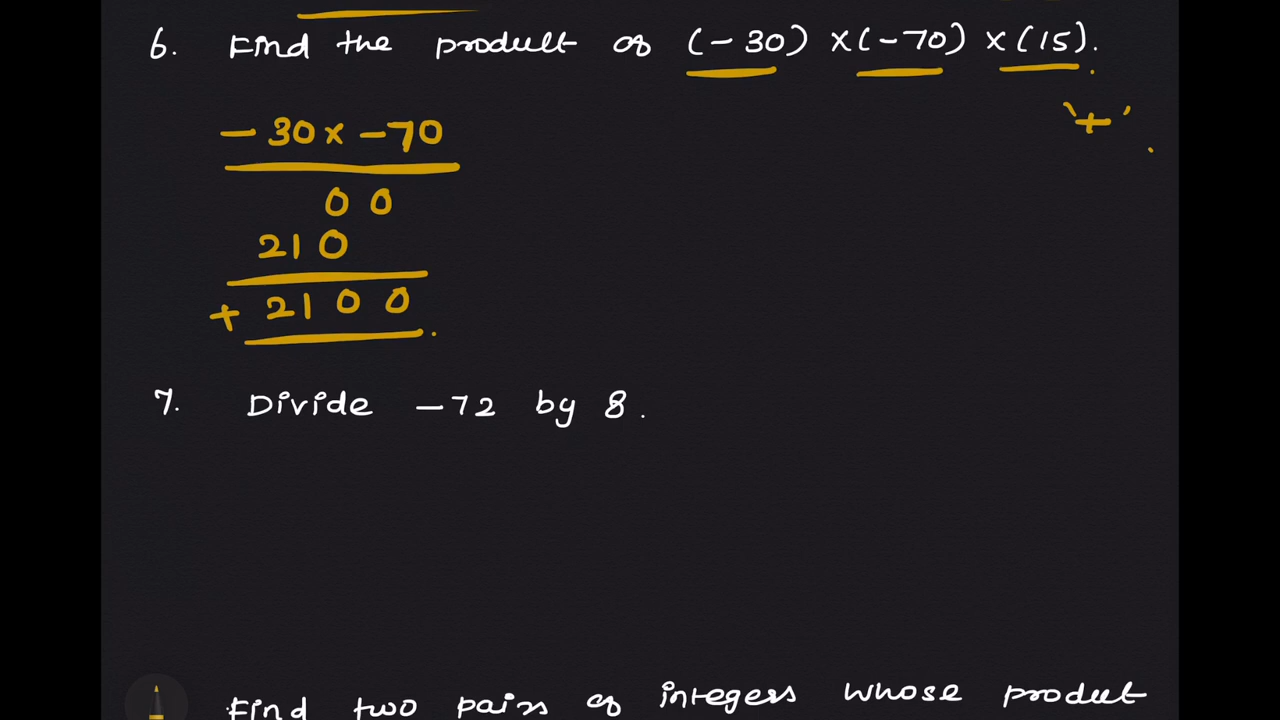 6. Find the product of (-30) × (-70) × (15).
'+'
-30 × -70
00
210
+2100.
7. Divide -72 by 8.
Find two pairs of integers whose product